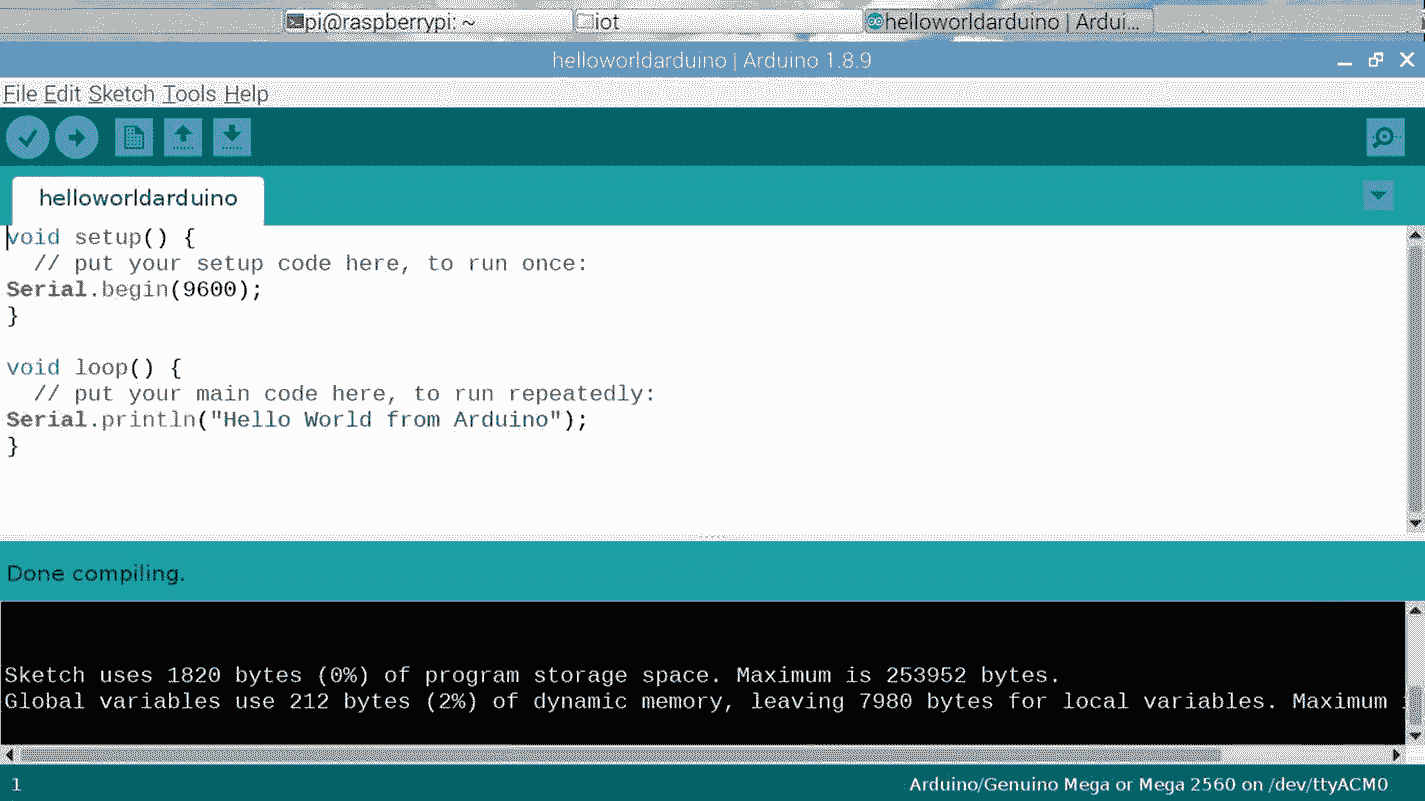 pi@raspberrypi: ~
iot
helloworldarduino | Ardui...
helloworldarduino | Arduino 1.8.9
File Edit Sketch Tools Help
helloworldarduino
void setup() {
  // put your setup code here, to run once:
Serial.begin(9600);
}
void loop() {
  // put your main code here, to run repeatedly:
Serial.println("Hello World from Arduino");
}
Done compiling.
Sketch uses 1820 bytes (0%) of program storage space. Maximum is 253952 bytes.
Global variables use 212 bytes (2%) of dynamic memory, leaving 7980 bytes for local variables. Maximum
1
Arduino/Genuino Mega or Mega 2560 on /dev/ttyACM0